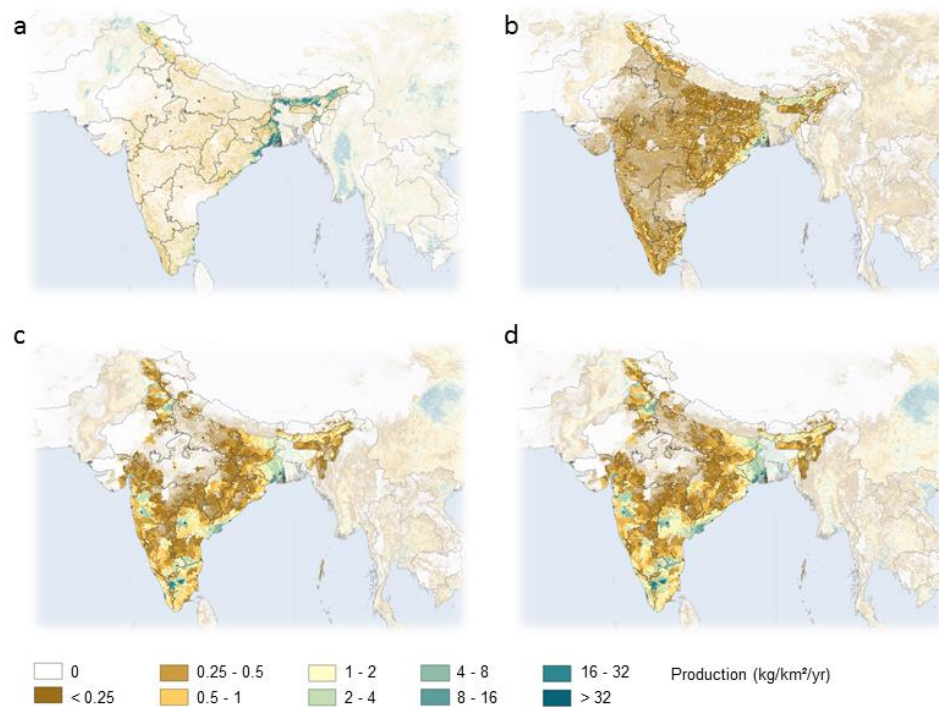 a
b
c
d
0
0.25 - 0.5
1 - 2
4 - 8
16 - 32
Production (kg/km²/yr)
< 0.25
0.5 - 1
2 - 4
8 - 16
> 32